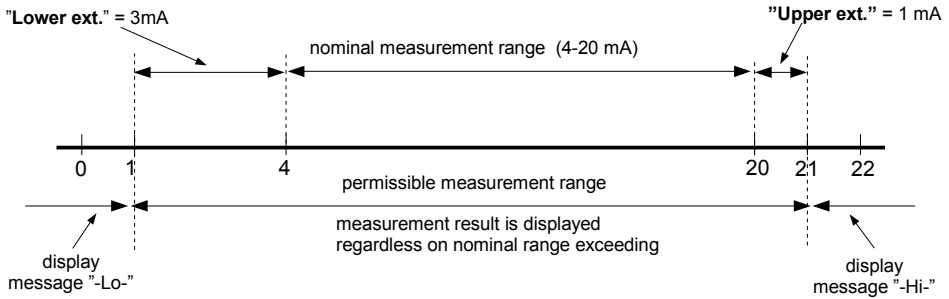 "Lower ext." = 3mA
"Upper ext." = 1 mA
nominal measurement range (4-20 mA)
0 1 4 20 21 22
permissible measurement range
measurement result is displayed
regardless on nominal range exceeding
display
message "-Lo-"
display
message "-Hi-"